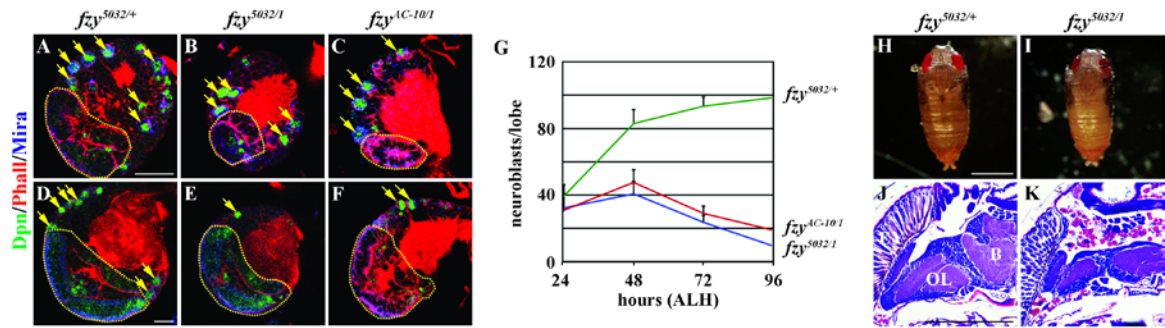 fzy5032/+ fzy5032/1 fzyAC-10/1
Dpn/Phall/Mira
A B C
D E F
G
neuroblasts/lobe
120
80
40
0
24 48 72 96
hours (ALH)
fzy5032/+
fzyAC-10/1
fzy5032/1
fzy5032/+ fzy5032/1
H I
J K
OL B